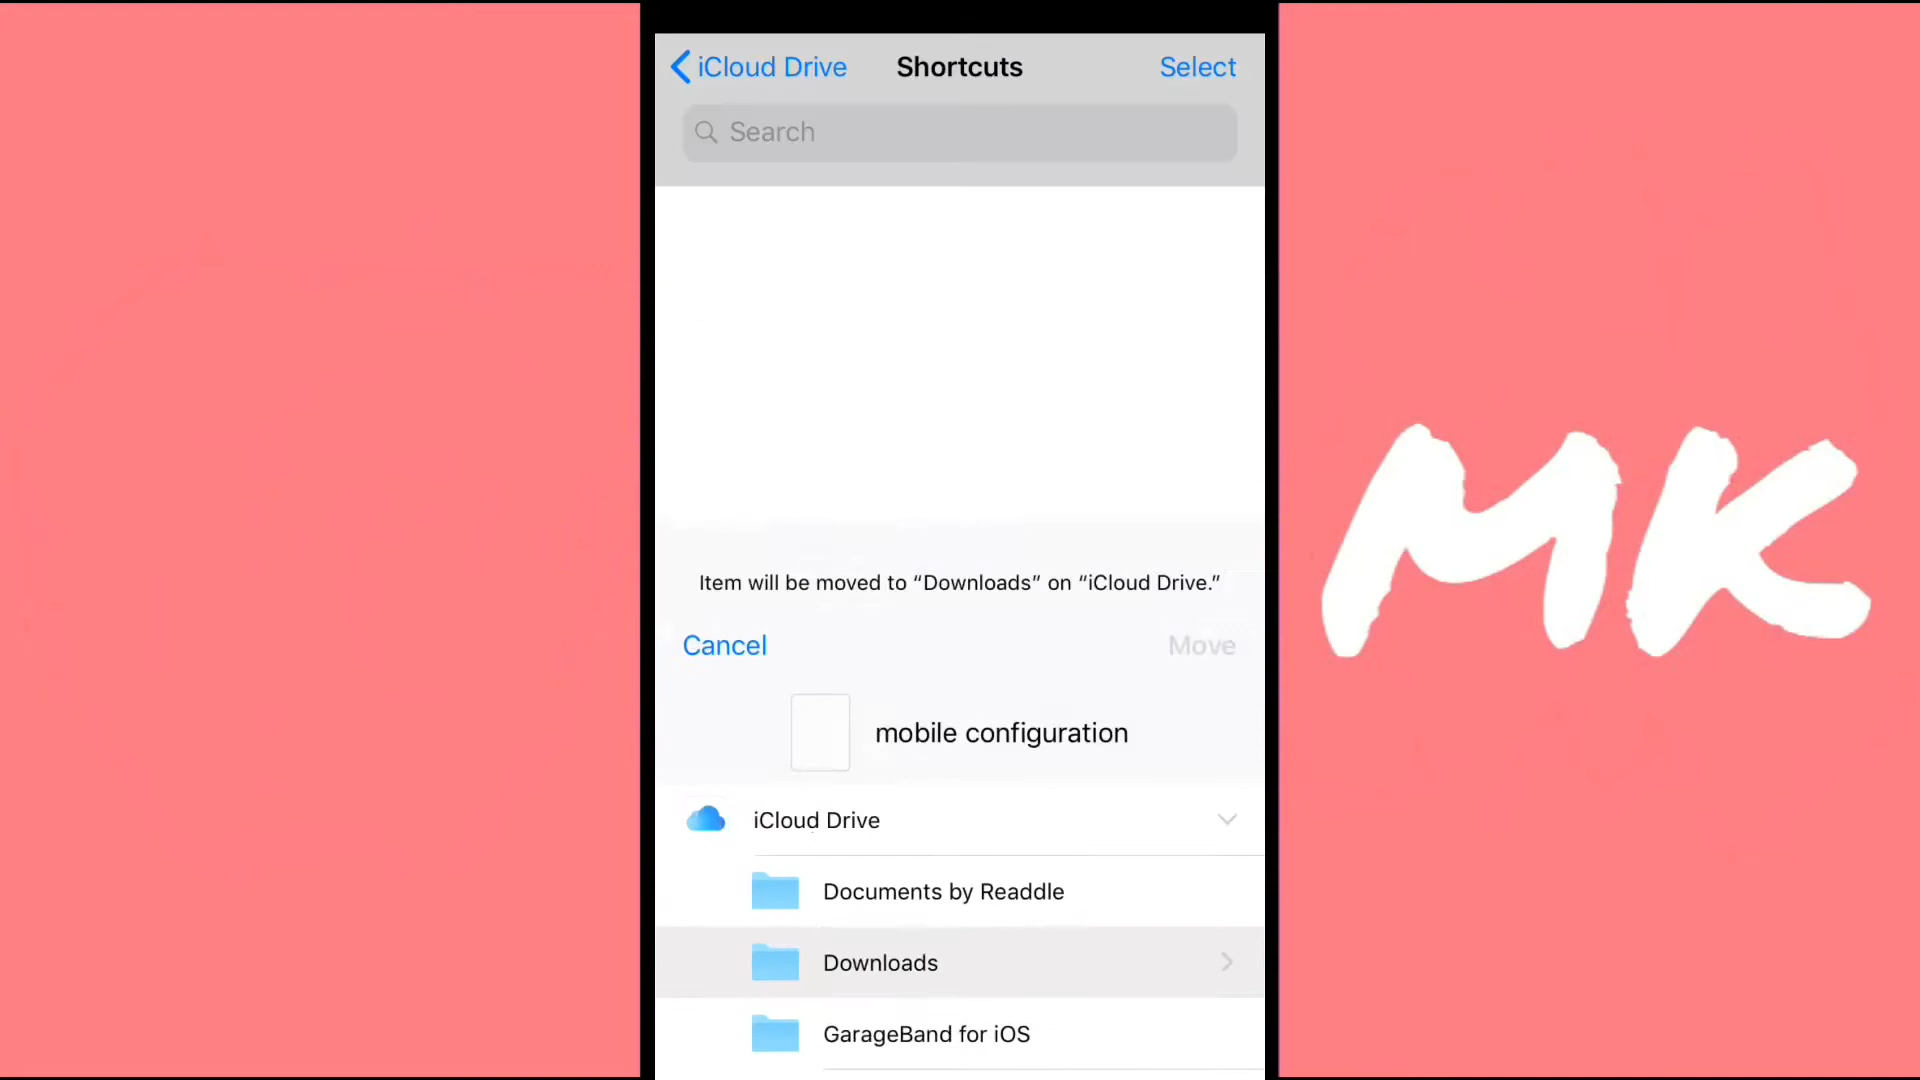 iCloud Drive
Shortcuts
Select
Search
Item will be moved to “Downloads” on “iCloud Drive.”
Cancel
Move
mobile configuration
iCloud Drive
Documents by Readdle
Downloads
GarageBand for iOS
MK